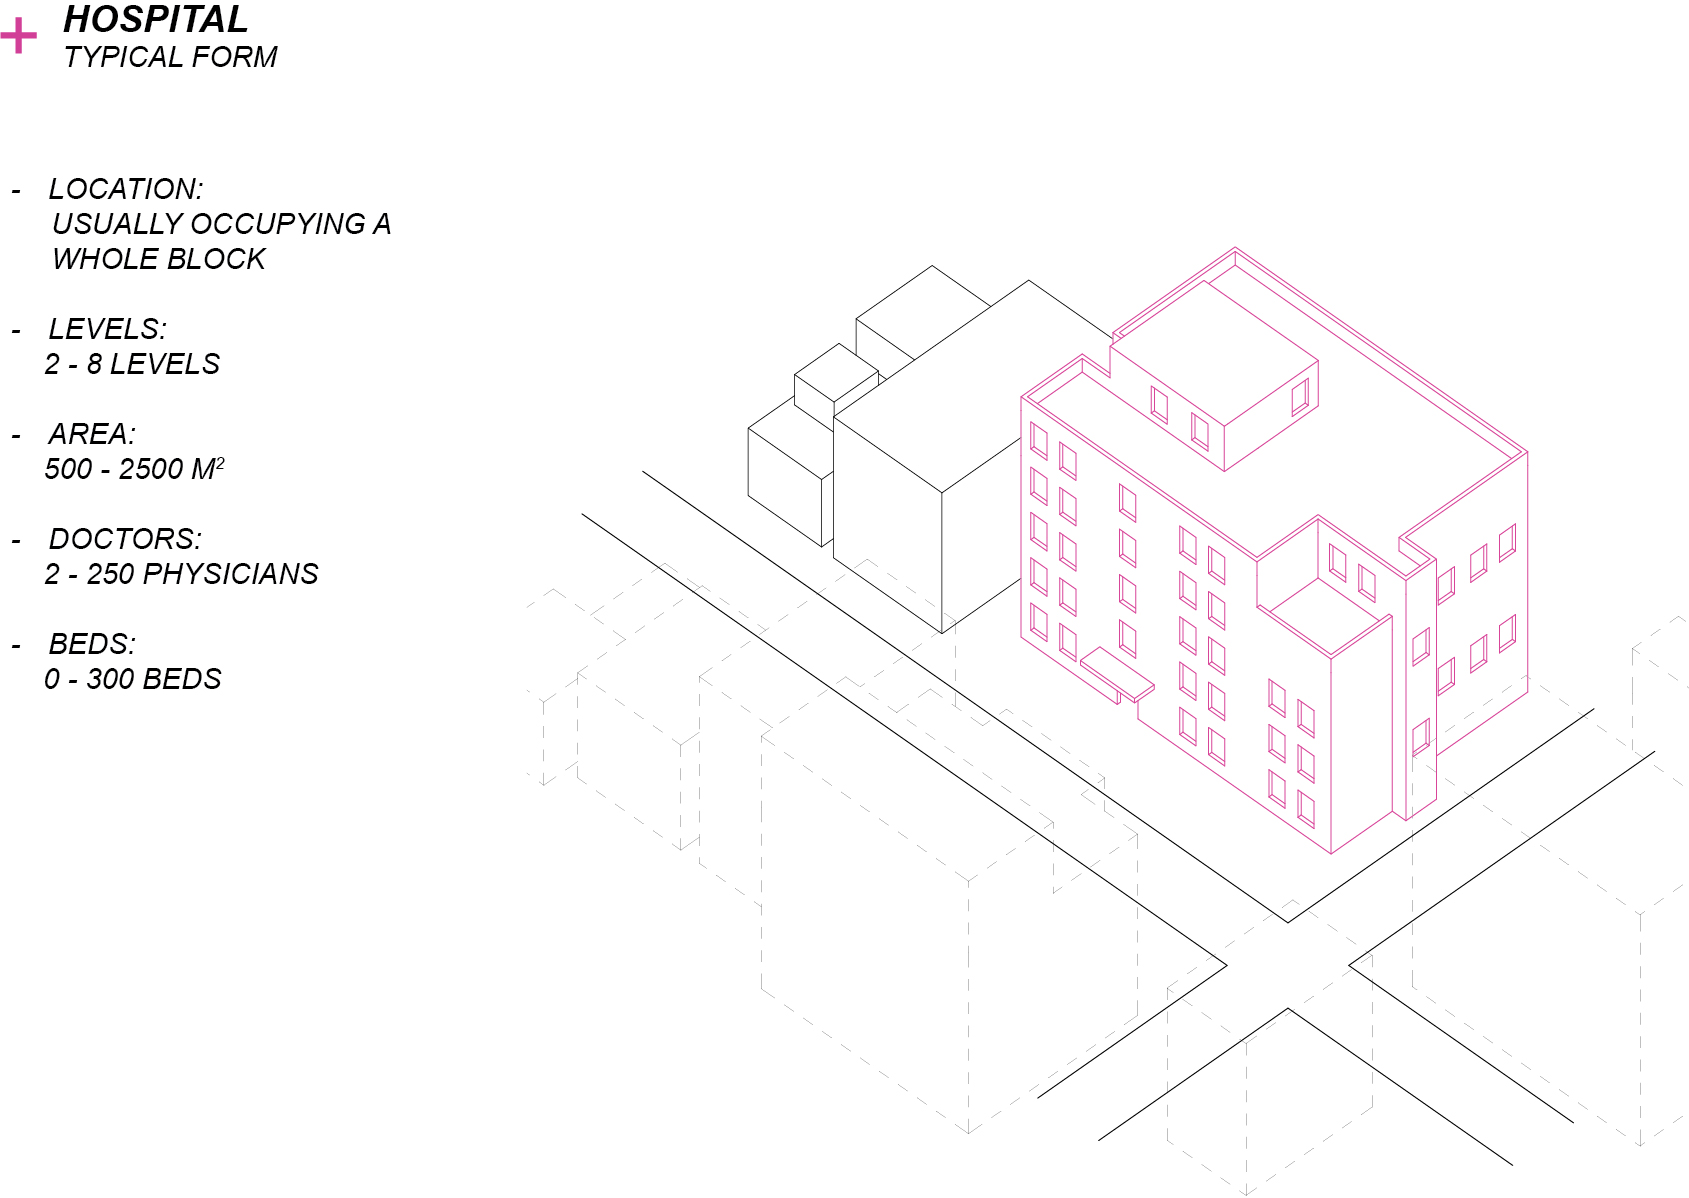 HOSPITAL
TYPICAL FORM
- LOCATION:
USUALLY OCCUPYING A
WHOLE BLOCK
- LEVELS:
2 - 8 LEVELS
- AREA:
500 - 2500 M²
- DOCTORS:
2 - 250 PHYSICIANS
- BEDS:
0 - 300 BEDS